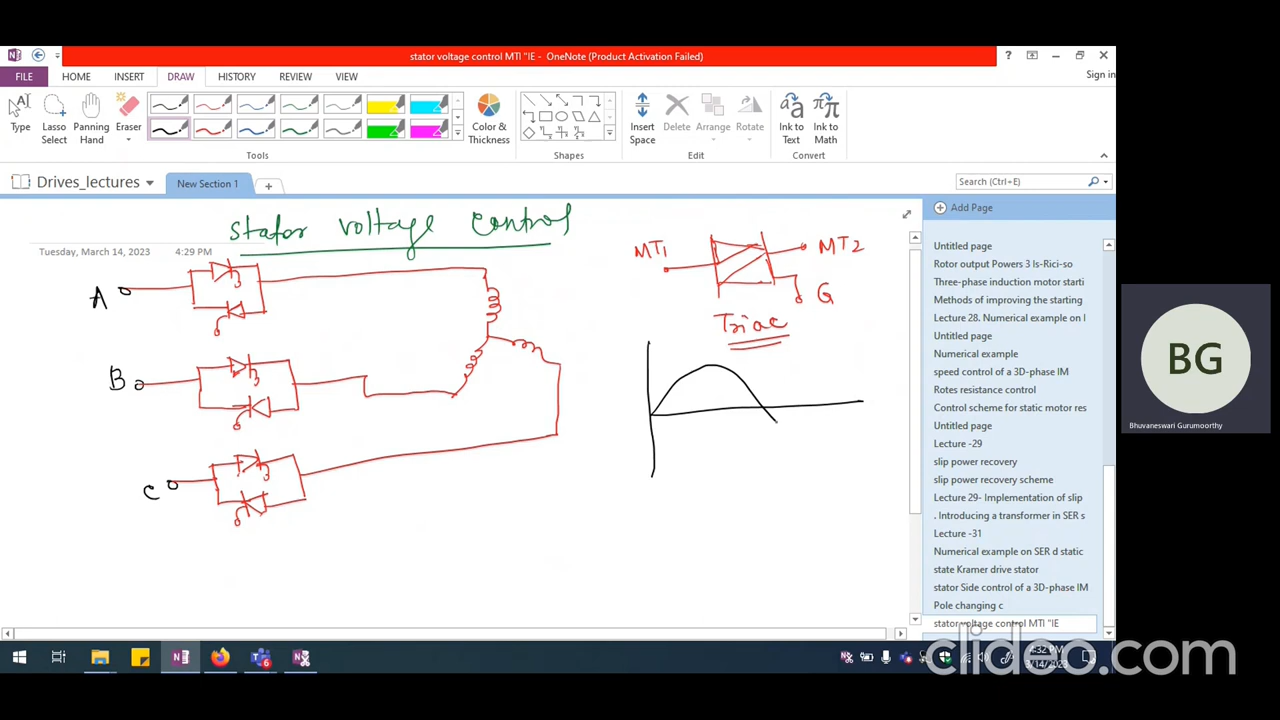 stator voltage control MTI "IE - OneNote (Product Activation Failed)
FILE HOME INSERT DRAW HISTORY REVIEW VIEW Sign in
Type Lasso Select Panning Hand Eraser Color & Thickness Insert Space Delete Arrange Rotate Ink to Text Ink to Math
Tools Shapes Edit Convert
Drives_lectures New Section 1 Search (Ctrl+E)
Add Page
stator voltage control
Tuesday, March 14, 2023 4:29 PM
A
B
C
MT1 MT2
G
Triac
Untitled page
Rotor output Powers 3 Is-Rici-so
Three-phase induction motor starti
Methods of improving the starting
Lecture 28. Numerical example on I
Untitled page
Numerical example
speed control of a 3D-phase IM
Rotes resistance control
Control scheme for static motor res
Untitled page
Lecture -29
slip power recovery
slip power recovery scheme
Lecture 29- Implementation of slip
. Introducing a transformer in SER s
Lecture -31
Numerical example on SER d static
state Kramer drive stator
stator Side control of a 3D-phase IM
Pole changing c
stator voltage control MTI "IE
BG
Bhuvaneswari Gurumoorthy
4:32 PM
3/14/2023
clideo.com